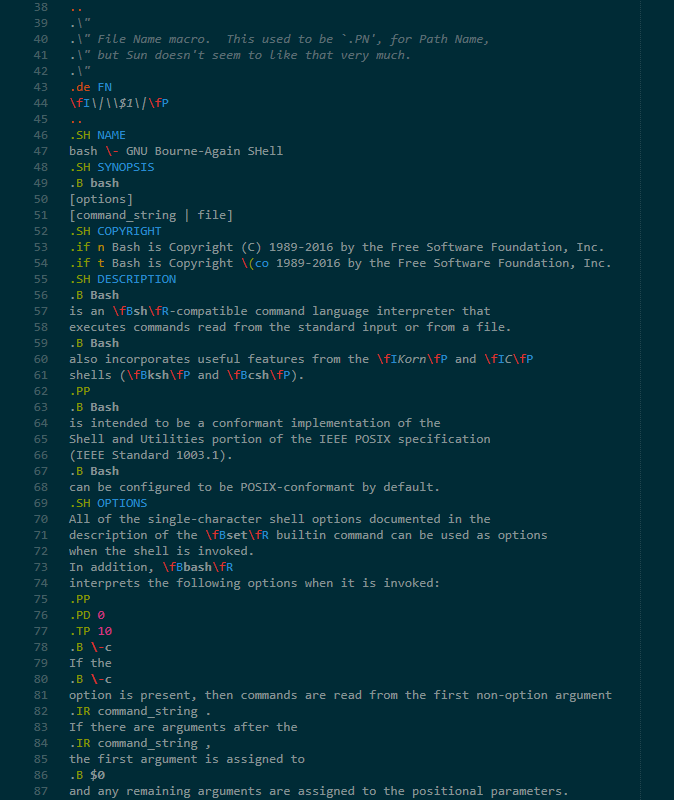 38 ..
39 .\"
40 .\" File Name macro.  This used to be `.PN', for Path Name,
41 .\" but Sun doesn't seem to like that very much.
42 .\"
43 .de FN
44 \fI\|\\$1\|\fP
45 ..
46 .SH NAME
47 bash \- GNU Bourne-Again SHell
48 .SH SYNOPSIS
49 .B bash
50 [options]
51 [command_string | file]
52 .SH COPYRIGHT
53 .if n Bash is Copyright (C) 1989-2016 by the Free Software Foundation, Inc.
54 .if t Bash is Copyright \(co 1989-2016 by the Free Software Foundation, Inc.
55 .SH DESCRIPTION
56 .B Bash
57 is an \fBsh\fR-compatible command language interpreter that
58 executes commands read from the standard input or from a file.
59 .B Bash
60 also incorporates useful features from the \fIKorn\fP and \fIC\fP
61 shells (\fBksh\fP and \fBcsh\fP).
62 .PP
63 .B Bash
64 is intended to be a conformant implementation of the
65 Shell and Utilities portion of the IEEE POSIX specification
66 (IEEE Standard 1003.1).
67 .B Bash
68 can be configured to be POSIX-conformant by default.
69 .SH OPTIONS
70 All of the single-character shell options documented in the
71 description of the \fBset\fR builtin command can be used as options
72 when the shell is invoked.
73 In addition, \fBbash\fR
74 interprets the following options when it is invoked:
75 .PP
76 .PD 0
77 .TP 10
78 .B \-c
79 If the
80 .B \-c
81 option is present, then commands are read from the first non-option argument
82 .IR command_string .
83 If there are arguments after the
84 .IR command_string ,
85 the first argument is assigned to
86 .B $0
87 and any remaining arguments are assigned to the positional parameters.